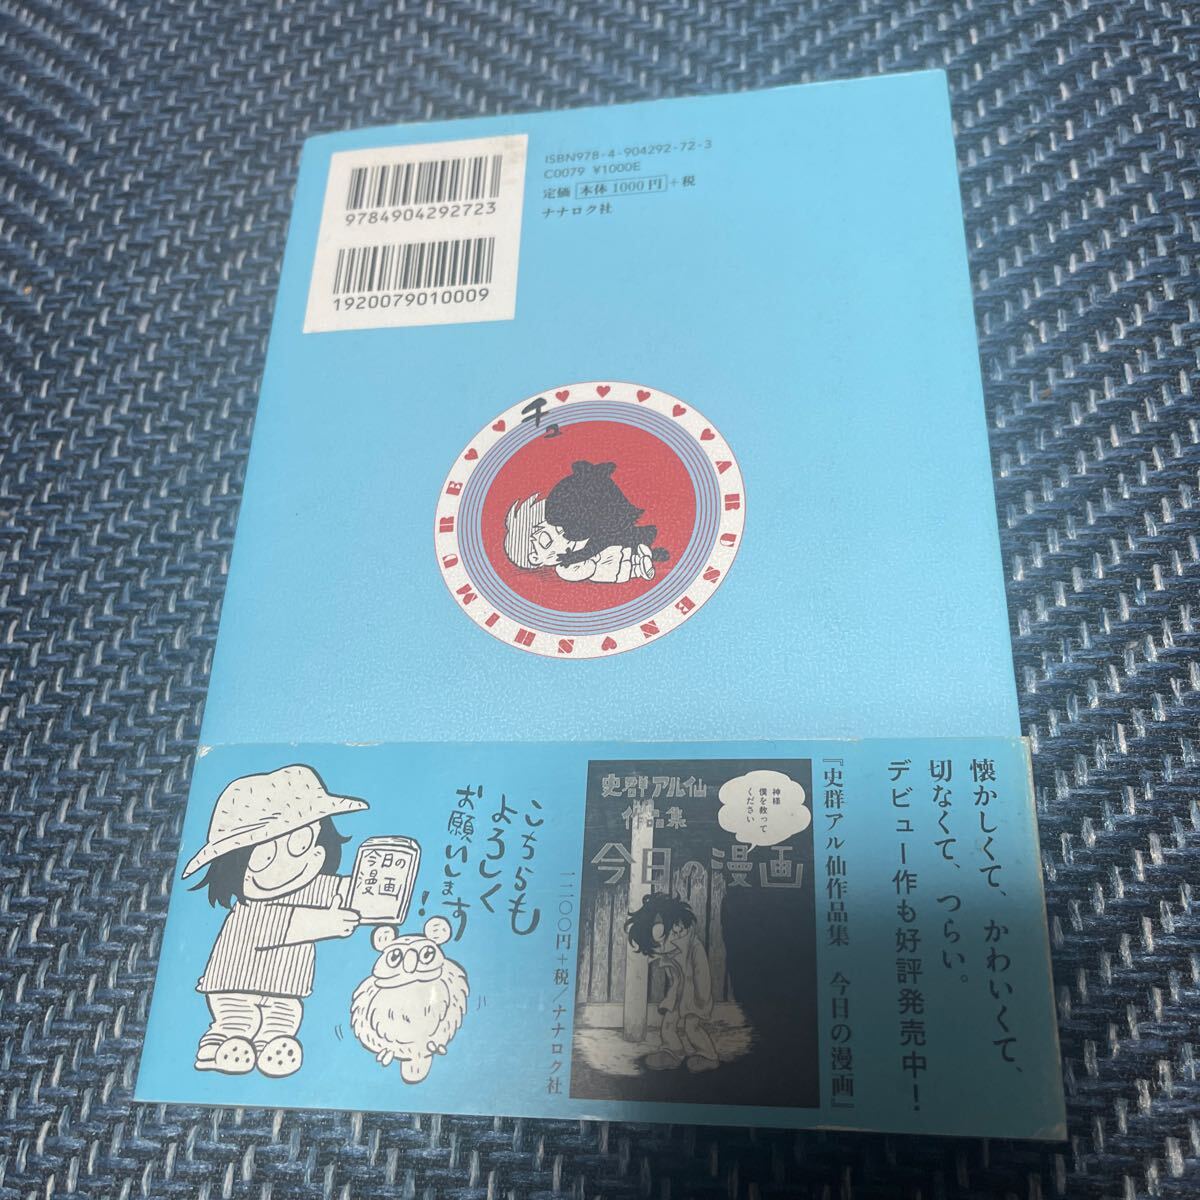 ISBN978-4-904292-72-3
C0079 ¥1000E
定価 本体1000円+税
ナナロク社
9784904292723
1920079010009
チュ
ARUSEN♥SHIMURE
懐かしくて、かわいくて、
切なくて、つらい。
デビュー作も好評発売中!
『史群アル仙作品集 今日の漫画』
史群アル仙
作品集
今日の漫画
神様
僕を救って
ください
一二〇〇円+税/ナナロク社
こちらも
よろしく
お願いします!
今日の
漫画